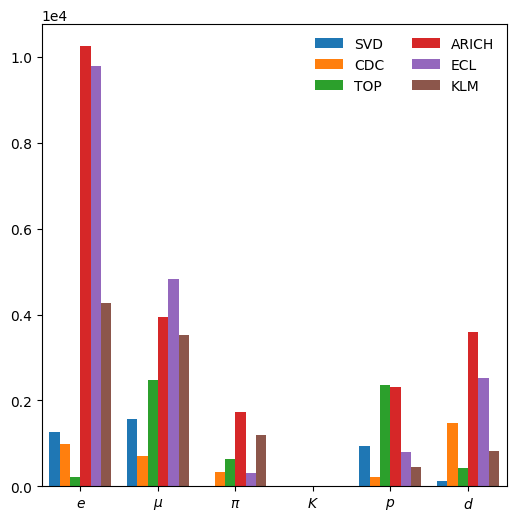 1e4
SVD ARICH
CDC ECL
TOP KLM
1.0
0.8
0.6
0.4
0.2
0.0
e μ π K p d